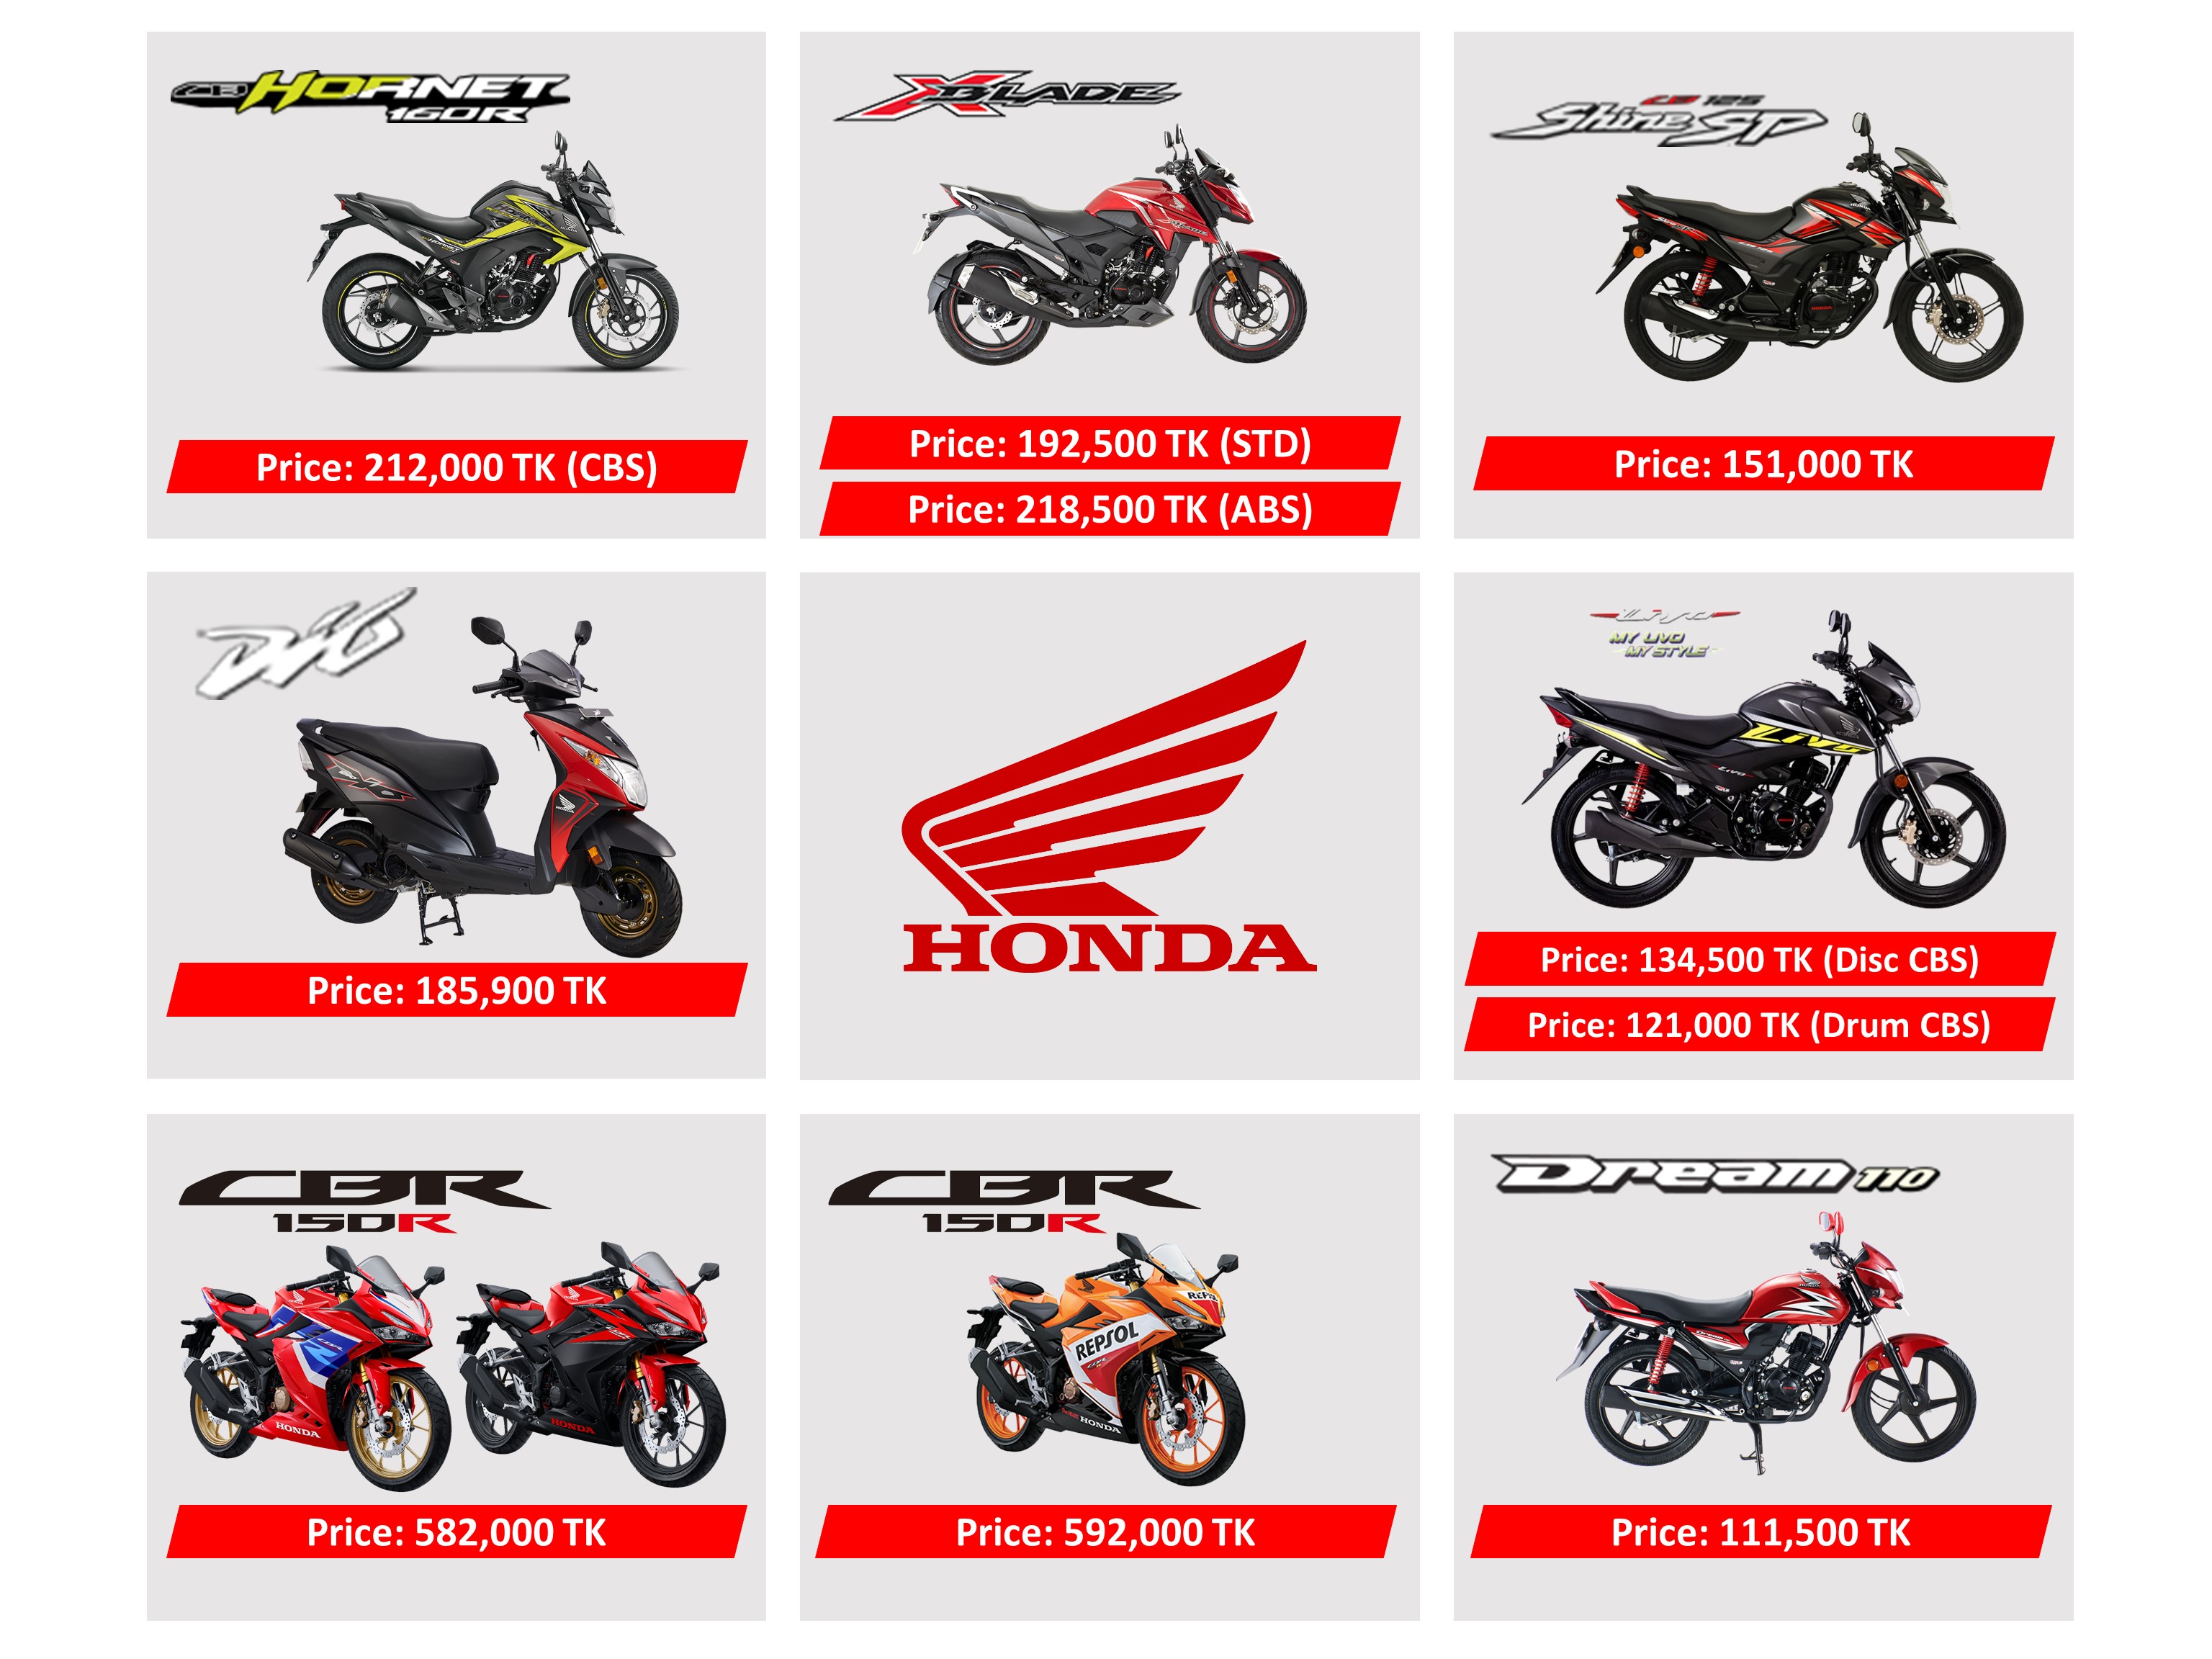 CB HORNET
160R
Price: 212,000 TK (CBS)
XBLADE
Price: 192,500 TK (STD)
Price: 218,500 TK (ABS)
CB 125
Shine SP
Price: 151,000 TK
Dio
Price: 185,900 TK
HONDA
Livo
MY LIVO
MY STYLE
LIVO
Price: 134,500 TK (Disc CBS)
Price: 121,000 TK (Drum CBS)
CBR
150R
HONDA
HONDA
Price: 582,000 TK
CBR
150R
REPSOL
HONDA
Price: 592,000 TK
Dream 110
Price: 111,500 TK